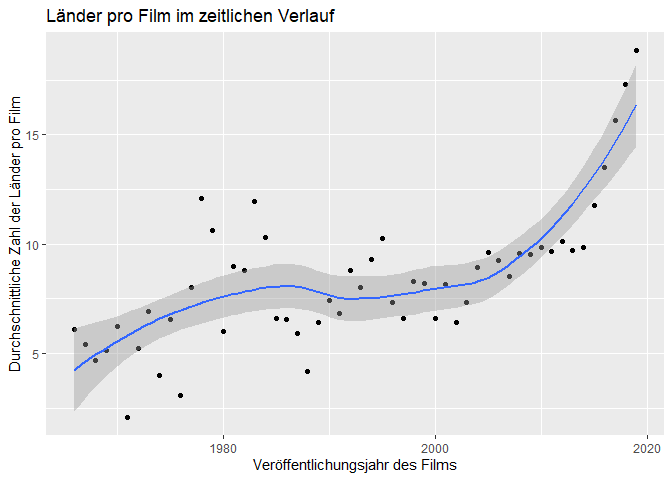 Länder pro Film im zeitlichen Verlauf
Durchschnittliche Zahl der Länder pro Film
15
10
5
1980
2000
2020
Veröffentlichungsjahr des Films